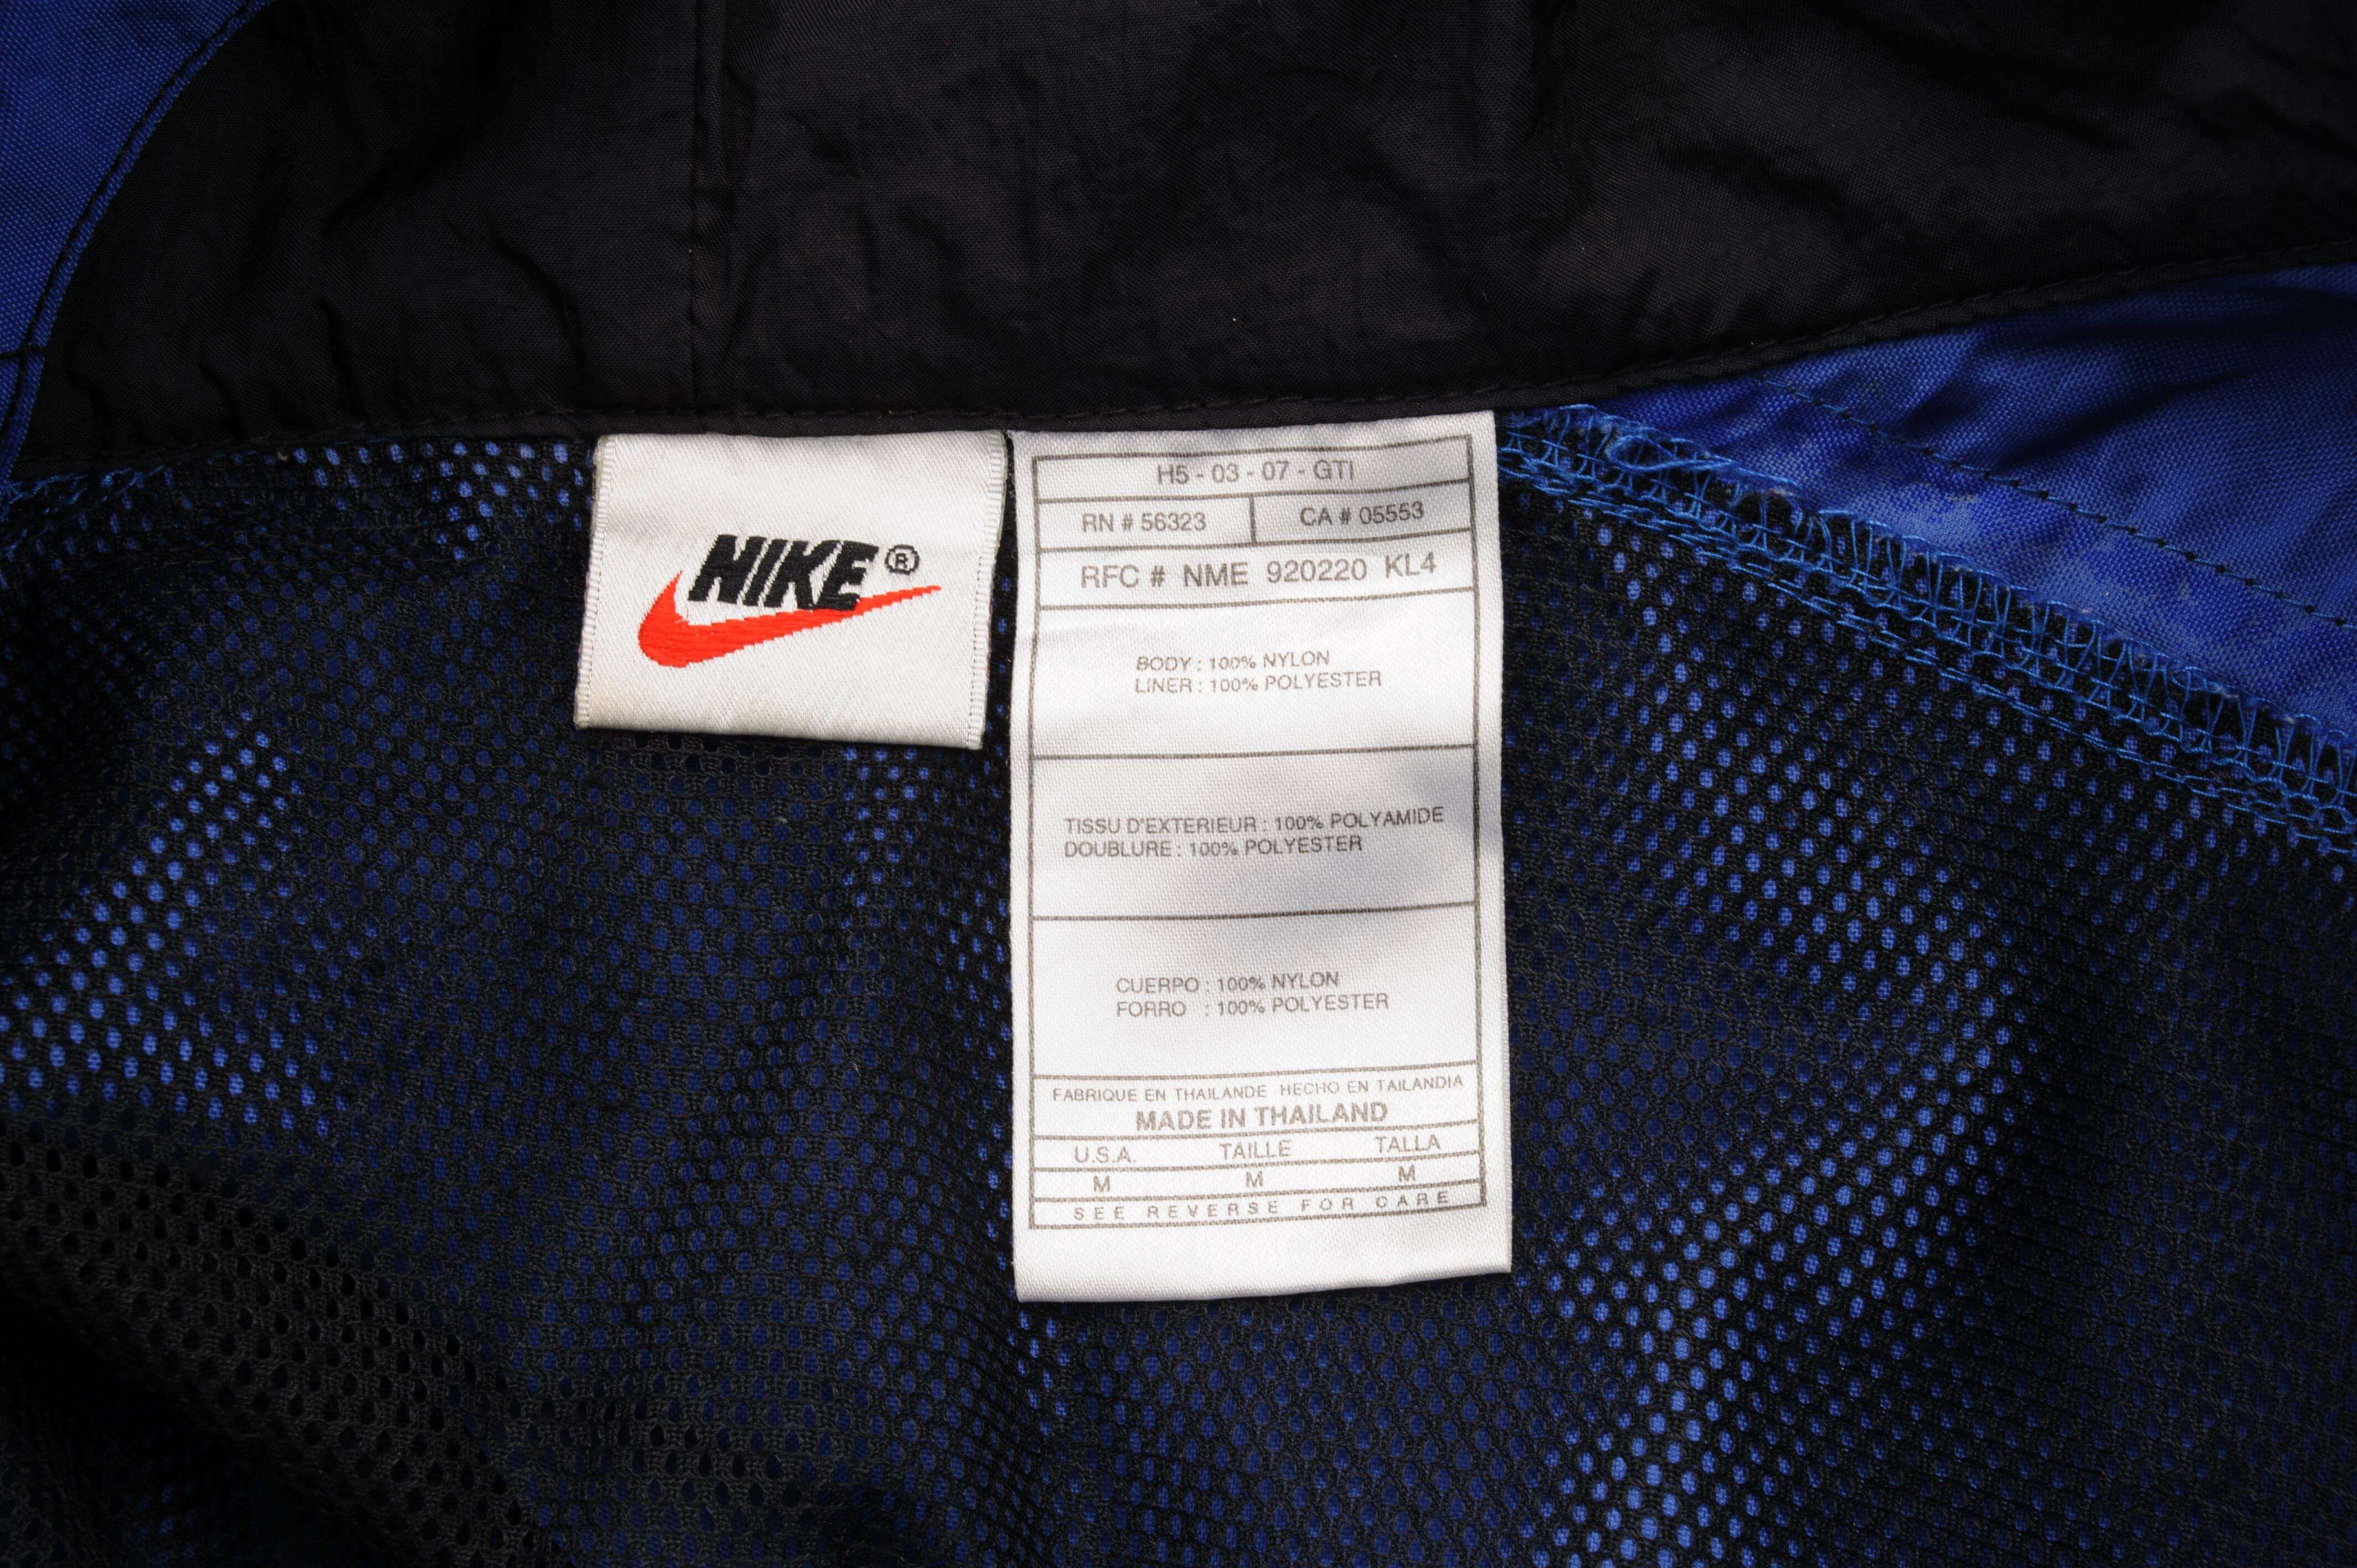 NIKE®
H5 - 03 - 07 - GTI
RN # 56323 CA # 05553
RFC # NME 920220 KL4
BODY : 100% NYLON
LINER : 100% POLYESTER
TISSU D'EXTERIEUR : 100% POLYAMIDE
DOUBLURE : 100% POLYESTER
CUERPO : 100% NYLON
FORRO : 100% POLYESTER
FABRIQUE EN THAILANDE HECHO EN TAILANDIA
MADE IN THAILAND
U.S.A. TAILLE TALLA
M M M
SEE REVERSE FOR CARE